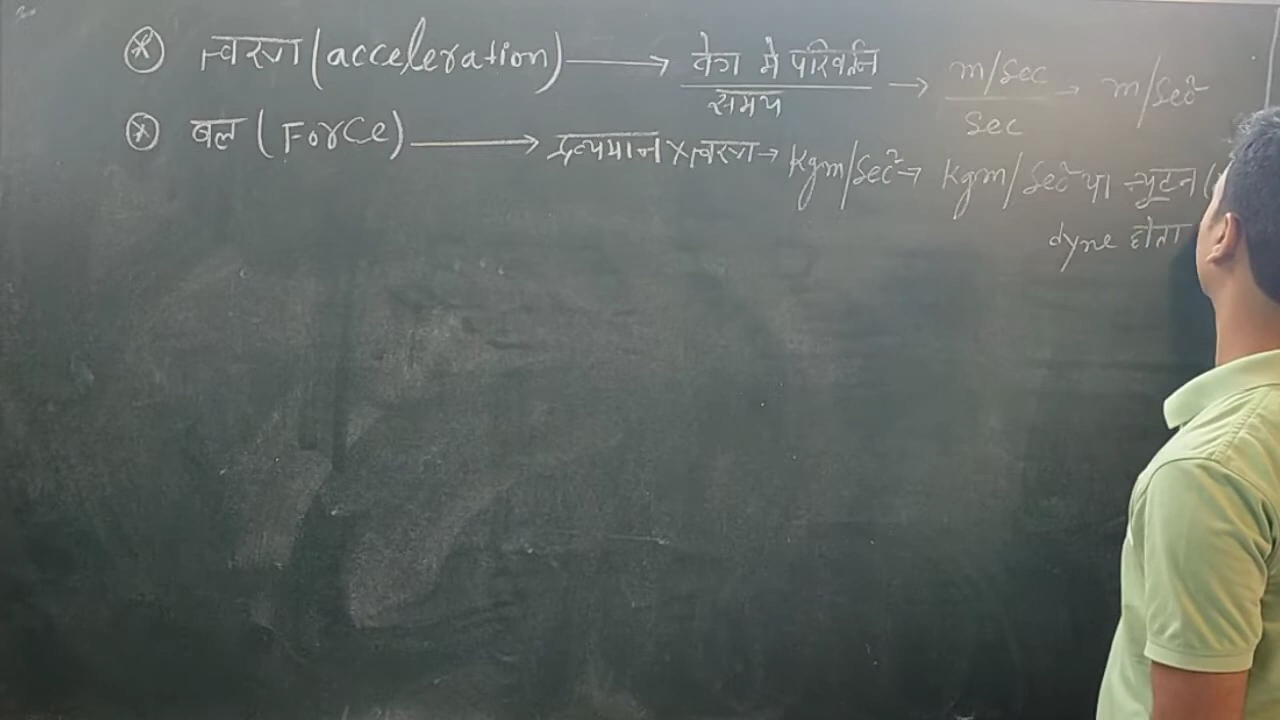 * त्वरण (acceleration) → वेग मे परिवर्तन / समय → m/sec / sec → m/sec²
* बल (Force) → द्रव्यमान × त्वरण → Kgm/sec² → Kgm/sec² या न्यूटन (
dyne होता